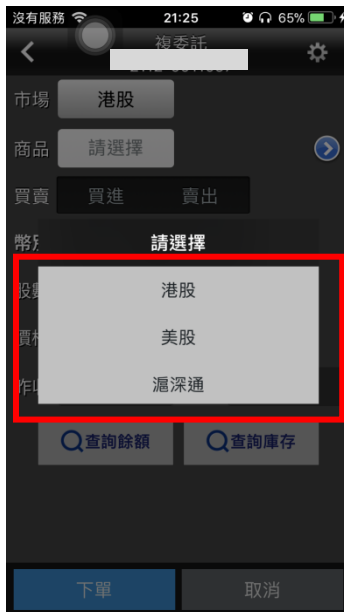 沒有服務 21:25 65%
複委託
市場 港股
商品 請選擇
買賣 買進 賣出
幣別 請選擇
港股
美股
滬深通
查詢餘額 查詢庫存
下單 取消